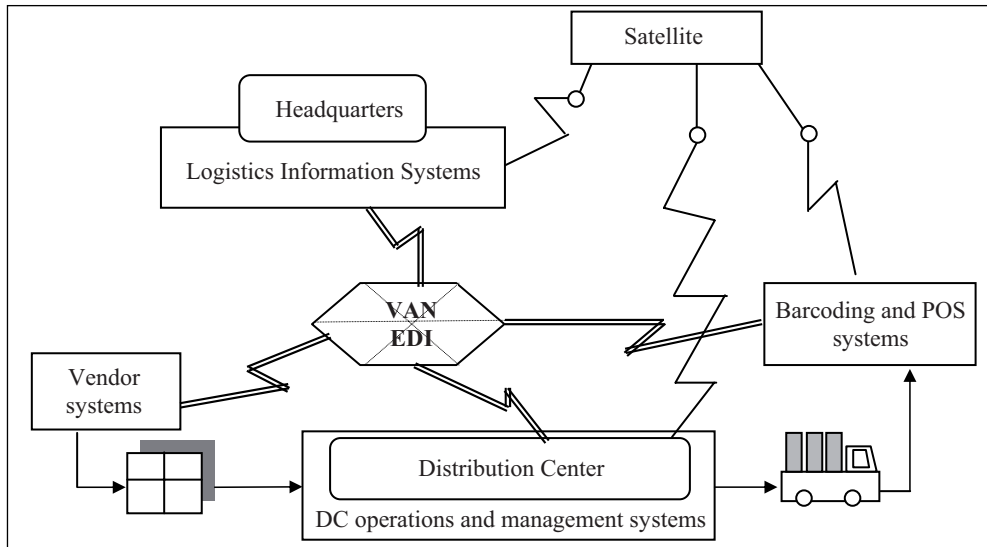 Satellite
Headquarters
Logistics Information Systems
VAN
EDI
Barcoding and POS
systems
Vendor
systems
Distribution Center
DC operations and management systems